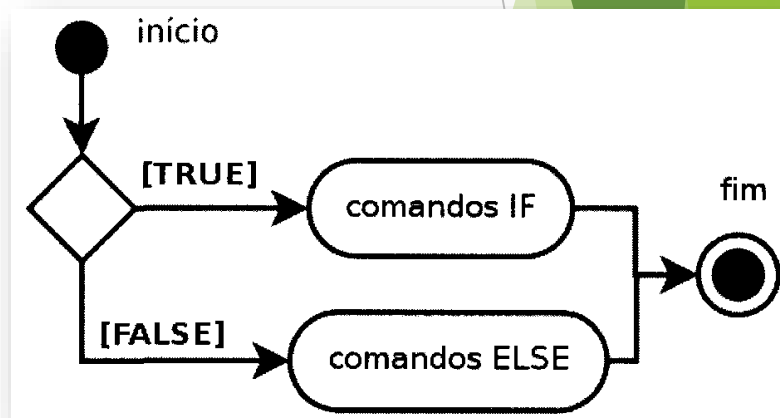 início
[TRUE]
comandos IF
fim
[FALSE]
comandos ELSE